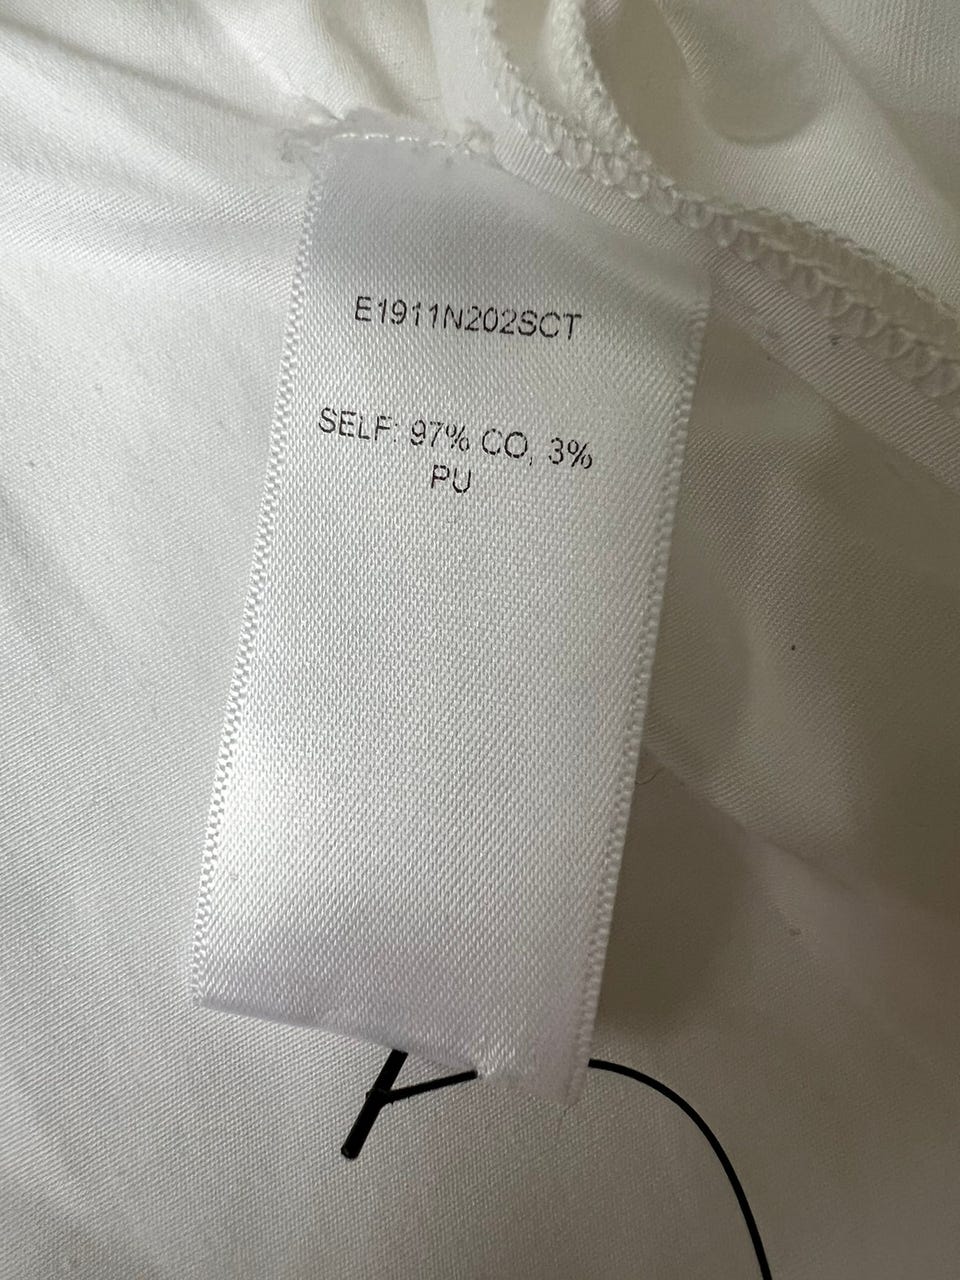 E1911N202SCT
SELF: 97% CO, 3%
PU